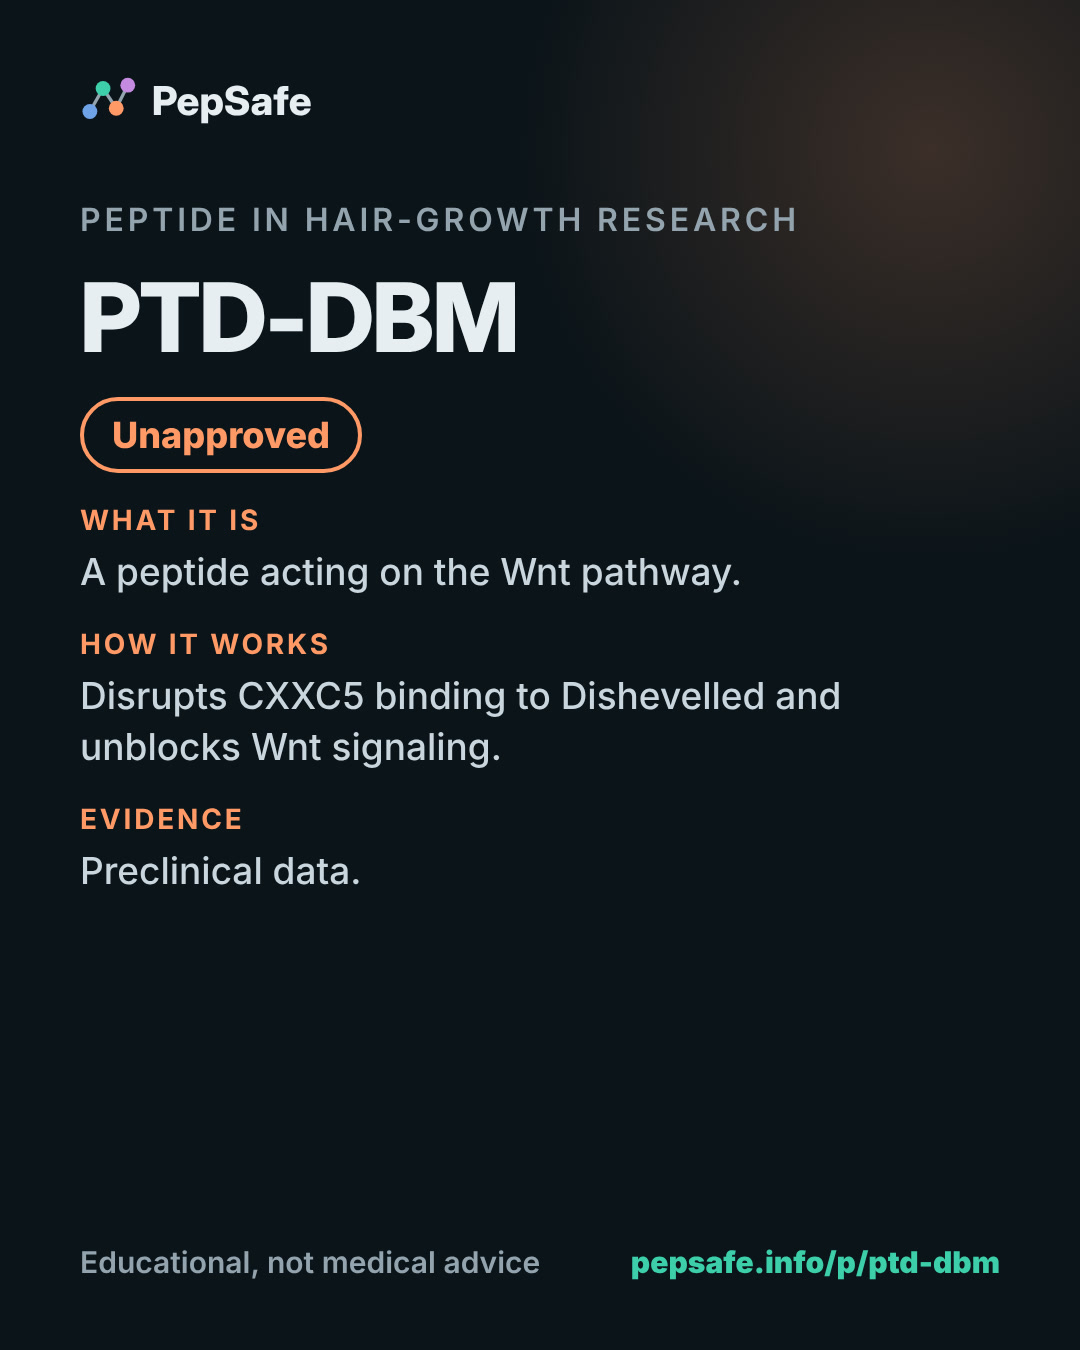 PepSafe
PEPTIDE IN HAIR-GROWTH RESEARCH
PTD-DBM
Unapproved
WHAT IT IS
A peptide acting on the Wnt pathway.
HOW IT WORKS
Disrupts CXXC5 binding to Dishevelled and
unblocks Wnt signaling.
EVIDENCE
Preclinical data.
Educational, not medical advice
pepsafe.info/p/ptd-dbm